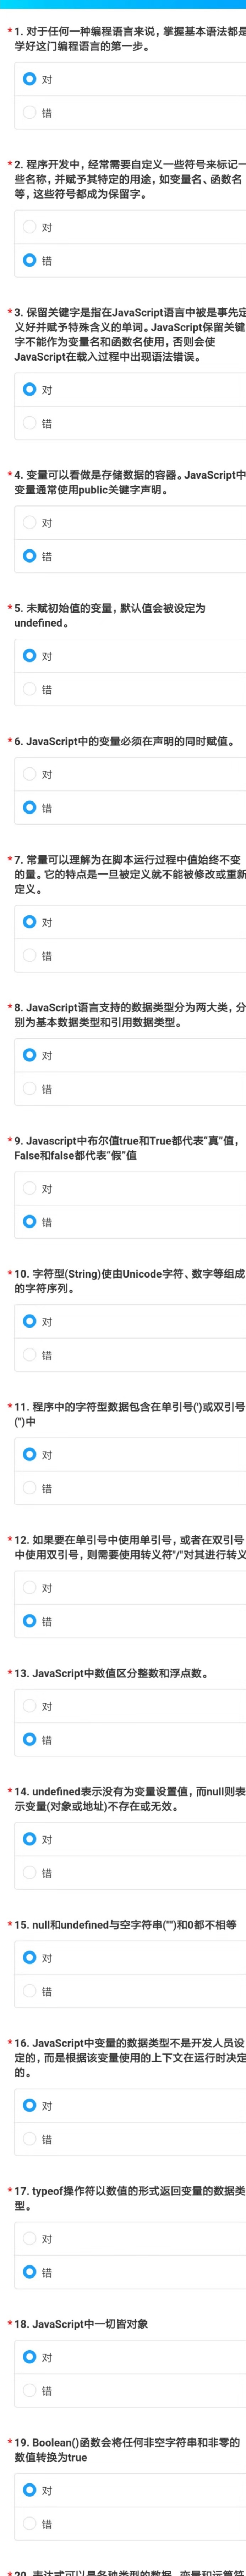 * 1. 对于任何一种编程语言来说，掌握基本语法都是
学好这门编程语言的第一步。
对
错
* 2. 程序开发中，经常需要自定义一些符号来标记一
些名称，并赋予其特定的用途，如变量名、函数名
等，这些符号都成为保留字。
对
错
* 3. 保留关键字是指在JavaScript语言中被是事先定
义好并赋予特殊含义的单词。JavaScript保留关键
字不能作为变量名和函数名使用，否则会使
JavaScript在载入过程中出现语法错误。
对
错
* 4. 变量可以看做是存储数据的容器。JavaScript中
变量通常使用public关键字声明。
对
错
* 5. 未赋初始值的变量，默认值会被设定为
undefined。
对
错
* 6. JavaScript中的变量必须在声明的同时赋值。
对
错
* 7. 常量可以理解为在脚本运行过程中值始终不变
的量。它的特点是一旦被定义就不能被修改或重新
定义。
对
错
* 8. JavaScript语言支持的数据类型分为两大类，分
别为基本数据类型和引用数据类型。
对
错
* 9. Javascript中布尔值true和True都代表“真”值，
False和false都代表“假”值
对
错
* 10. 字符型(String)使由Unicode字符、数字等组成
的字符序列。
对
错
* 11. 程序中的字符型数据包含在单引号(')或双引号
(")中
对
错
* 12. 如果要在单引号中使用单引号，或者在双引号
中使用双引号，则需要使用转义符"/"对其进行转义
对
错
* 13. JavaScript中数值区分整数和浮点数。
对
错
* 14. undefined表示没有为变量设置值，而null则表
示变量(对象或地址)不存在或无效。
对
错
* 15. null和undefined与空字符串("")和0都不相等
对
错
* 16. JavaScript中变量的数据类型不是开发人员设
定的，而是根据该变量使用的上下文在运行时决定
的。
对
错
* 17. typeof操作符以数值的形式返回变量的数据类
型。
对
错
* 18. JavaScript中一切皆对象
对
错
* 19. Boolean()函数会将任何非空字符串和非零的
数值转换为true
对
错
* 20. 表达式可以是各种类型的数据、变量和运算符